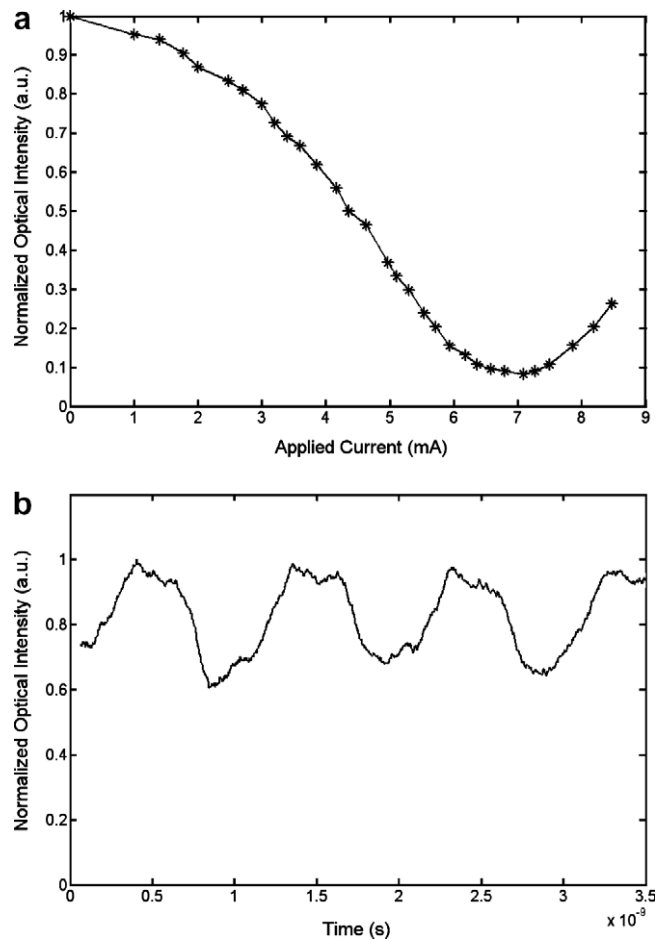 a
Normalized Optical Intensity (a.u.)
1
0.9
0.8
0.7
0.6
0.5
0.4
0.3
0.2
0.1
0
0 1 2 3 4 5 6 7 8 9
Applied Current (mA)
b
Normalized Optical Intensity (a.u.)
1
0.8
0.6
0.4
0.2
0
0 0.5 1 1.5 2 2.5 3 3.5
x 10⁻⁹
Time (s)